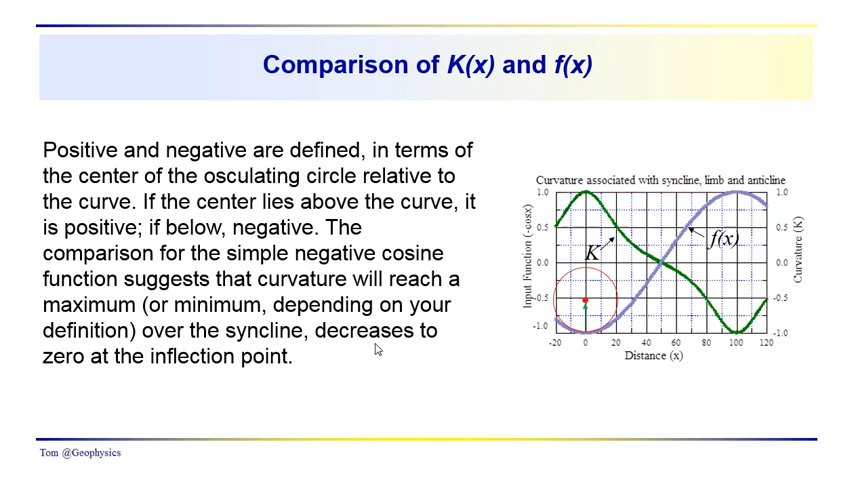 Comparison of K(x) and f(x)
Positive and negative are defined, in terms of
the center of the osculating circle relative to
the curve. If the center lies above the curve, it
is positive; if below, negative. The
comparison for the simple negative cosine
function suggests that curvature will reach a
maximum (or minimum, depending on your
definition) over the syncline, decreases to
zero at the inflection point.
Curvature associated with syncline, limb and anticline
Input Function (-cosx)
1.0
0.5
0.0
-0.5
-1.0
K
f(x)
1.0
0.5
0.0
-0.5
-1.0
Curvature (K)
-20 0 20 40 60 80 100 120
Distance (x)
Tom @Geophysics